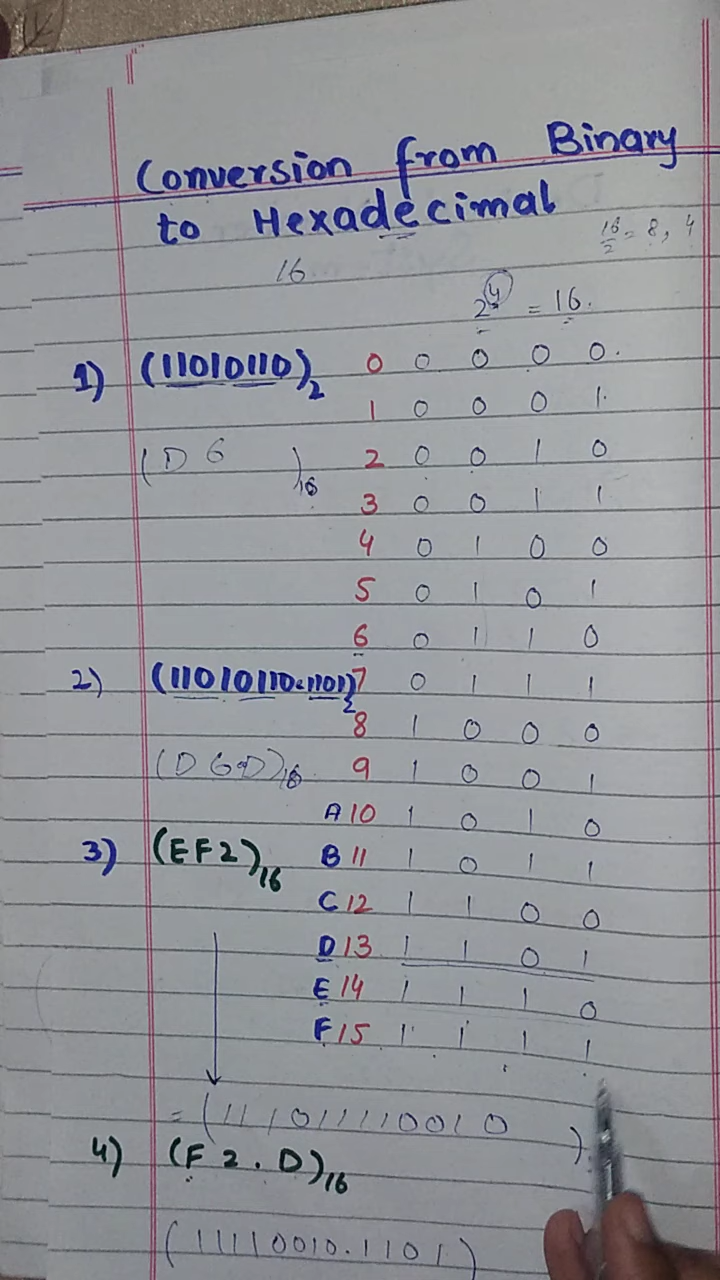 Conversion from Binary
to Hexadecimal
16
16/2 = 8, 4
2^4 = 16.
1) (11010110)2
0 0 0 0 0.
1 0 0 0 1.
(D 6 )16
2 0 0 1 0
3 0 0 1 1
4 0 1 0 0
5 0 1 0 1
6 0 1 1 0
2) (11010110.1101)2
7 0 1 1 1
8 1 0 0 0
(D 6.D)16
9 1 0 0 1
A 10 1 0 1 0
3) (EF2)16
B 11 1 0 1 1
C 12 1 1 0 0
D 13 1 1 0 1
E 14 1 1 1 0
F 15 1 1 1 1
= (111011110010 )
4) (F2.D)16
(11110010.1101)